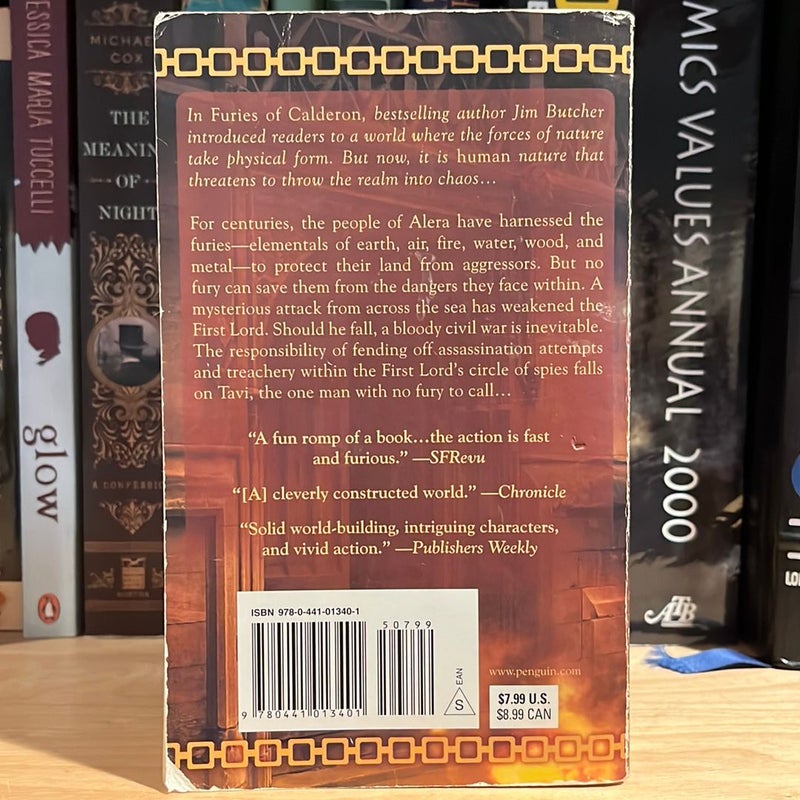 ESSICA MARIA TUCCELLI
glow
MICHAEL
COX
THE
MEANIN
OF
NIGHT
A CONFESSIO
NORTON
In Furies of Calderon, bestselling author Jim Butcher
introduced readers to a world where the forces of nature
take physical form. But now, it is human nature that
threatens to throw the realm into chaos...
For centuries, the people of Alera have harnessed the
furies—elementals of earth, air, fire, water, wood, and
metal—to protect their land from aggressors. But no
fury can save them from the dangers they face within. A
mysterious attack from across the sea has weakened the
First Lord. Should he fall, a bloody civil war is inevitable.
The responsibility of fending off assassination attempts
and treachery within the First Lord's circle of spies falls
on Tavi, the one man with no fury to call...
"A fun romp of a book...the action is fast
and furious." —SFRevu
"[A] cleverly constructed world." —Chronicle
"Solid world-building, intriguing characters,
and vivid action." —Publishers Weekly
ISBN 978-0-441-01340-1
50799
9 780441 013401
EAN
S
www.penguin.com
$7.99 U.S.
$8.99 CAN
MICS VALUES ANNUAL 2000
ATB